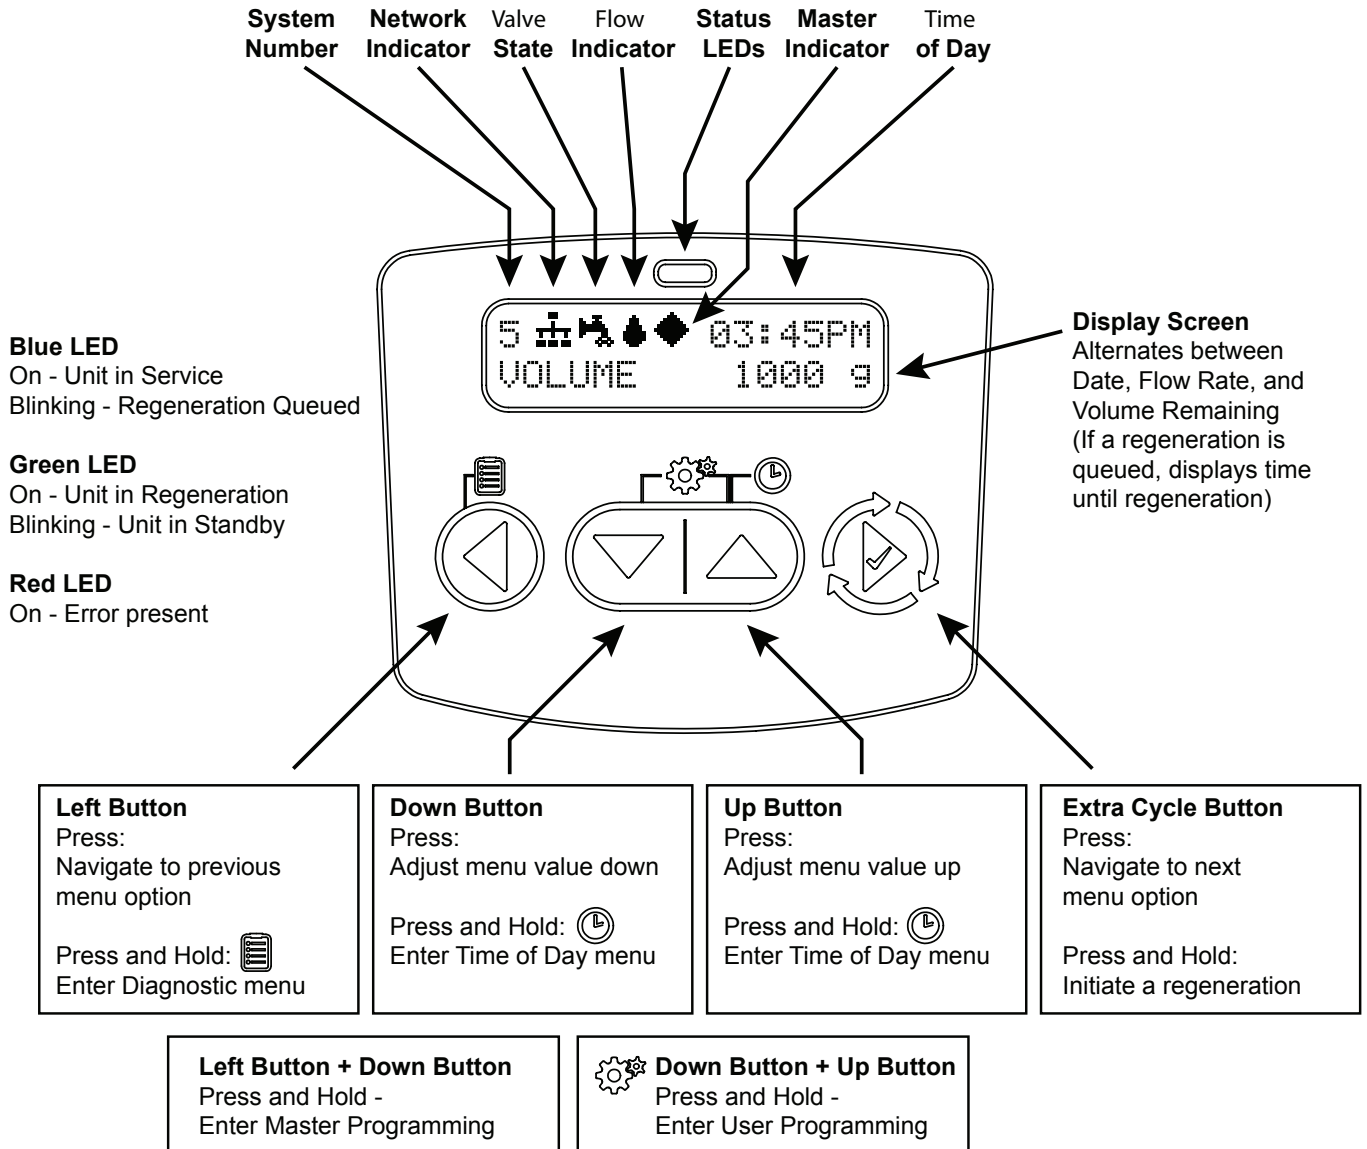 System Network Valve Flow Status Master Time
Number Indicator State Indicator LEDs Indicator of Day
5 03:45PM
VOLUME 1000 g
Blue LED
On - Unit in Service
Blinking - Regeneration Queued
Green LED
On - Unit in Regeneration
Blinking - Unit in Standby
Red LED
On - Error present
Display Screen
Alternates between
Date, Flow Rate, and
Volume Remaining
(If a regeneration is
queued, displays time
until regeneration)
Left Button
Press:
Navigate to previous
menu option
Press and Hold:
Enter Diagnostic menu
Down Button
Press:
Adjust menu value down
Press and Hold:
Enter Time of Day menu
Up Button
Press:
Adjust menu value up
Press and Hold:
Enter Time of Day menu
Extra Cycle Button
Press:
Navigate to next
menu option
Press and Hold:
Initiate a regeneration
Left Button + Down Button
Press and Hold -
Enter Master Programming
Down Button + Up Button
Press and Hold -
Enter User Programming